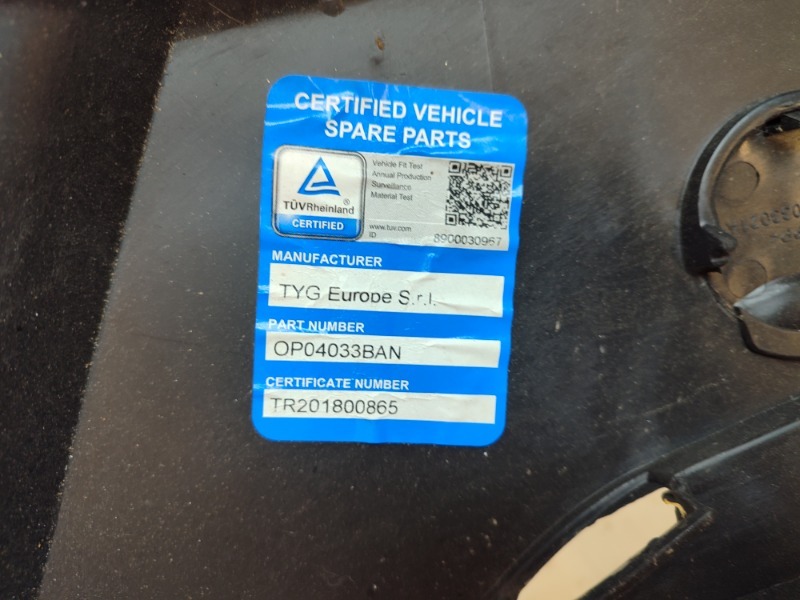 CERTIFIED VEHICLE
SPARE PARTS
TÜVRheinland®
CERTIFIED
Vehicle Fit Test
Annual Production
Surveillance
Material Test
www.tuv.com
ID
8900030967
MANUFACTURER
TYG Europe S.r.l.
PART NUMBER
OP04033BAN
CERTIFICATE NUMBER
TR201800865